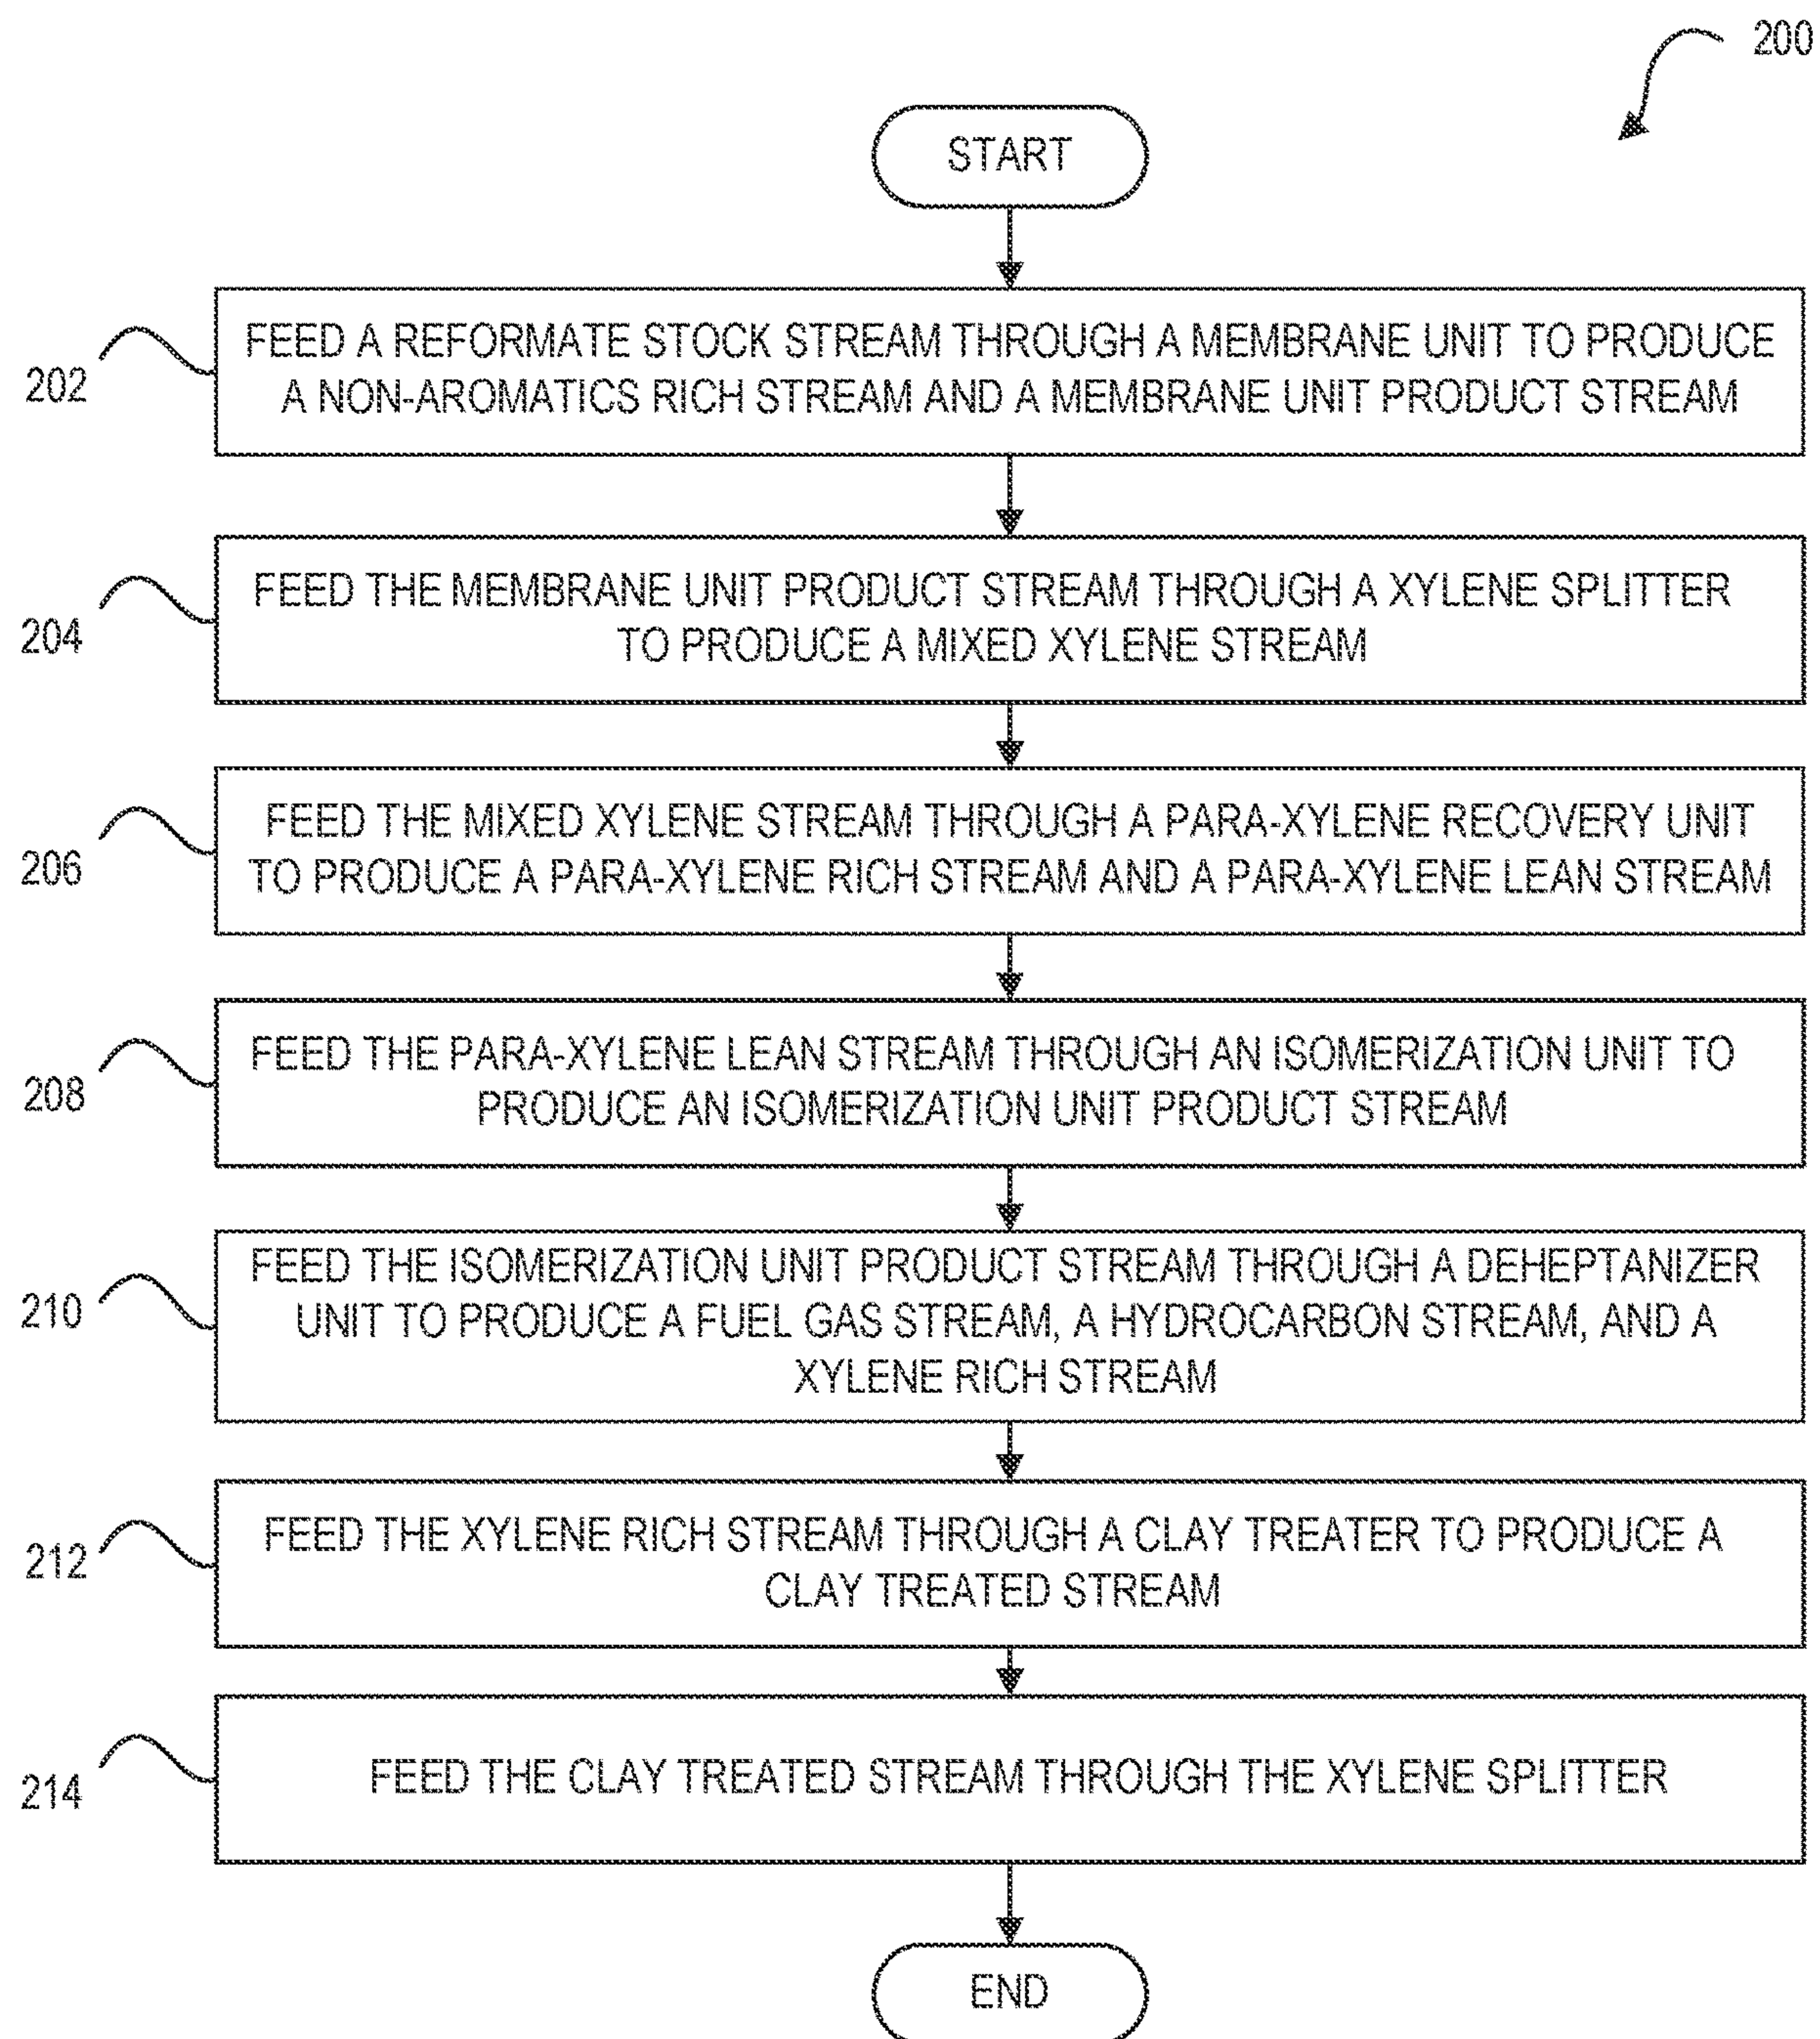 200
START
202
FEED A REFORMATE STOCK STREAM THROUGH A MEMBRANE UNIT TO PRODUCE
A NON-AROMATICS RICH STREAM AND A MEMBRANE UNIT PRODUCT STREAM
204
FEED THE MEMBRANE UNIT PRODUCT STREAM THROUGH A XYLENE SPLITTER
TO PRODUCE A MIXED XYLENE STREAM
206
FEED THE MIXED XYLENE STREAM THROUGH A PARA-XYLENE RECOVERY UNIT
TO PRODUCE A PARA-XYLENE RICH STREAM AND A PARA-XYLENE LEAN STREAM
208
FEED THE PARA-XYLENE LEAN STREAM THROUGH AN ISOMERIZATION UNIT TO
PRODUCE AN ISOMERIZATION UNIT PRODUCT STREAM
210
FEED THE ISOMERIZATION UNIT PRODUCT STREAM THROUGH A DEHEPTANIZER
UNIT TO PRODUCE A FUEL GAS STREAM, A HYDROCARBON STREAM, AND A
XYLENE RICH STREAM
212
FEED THE XYLENE RICH STREAM THROUGH A CLAY TREATER TO PRODUCE A
CLAY TREATED STREAM
214
FEED THE CLAY TREATED STREAM THROUGH THE XYLENE SPLITTER
END